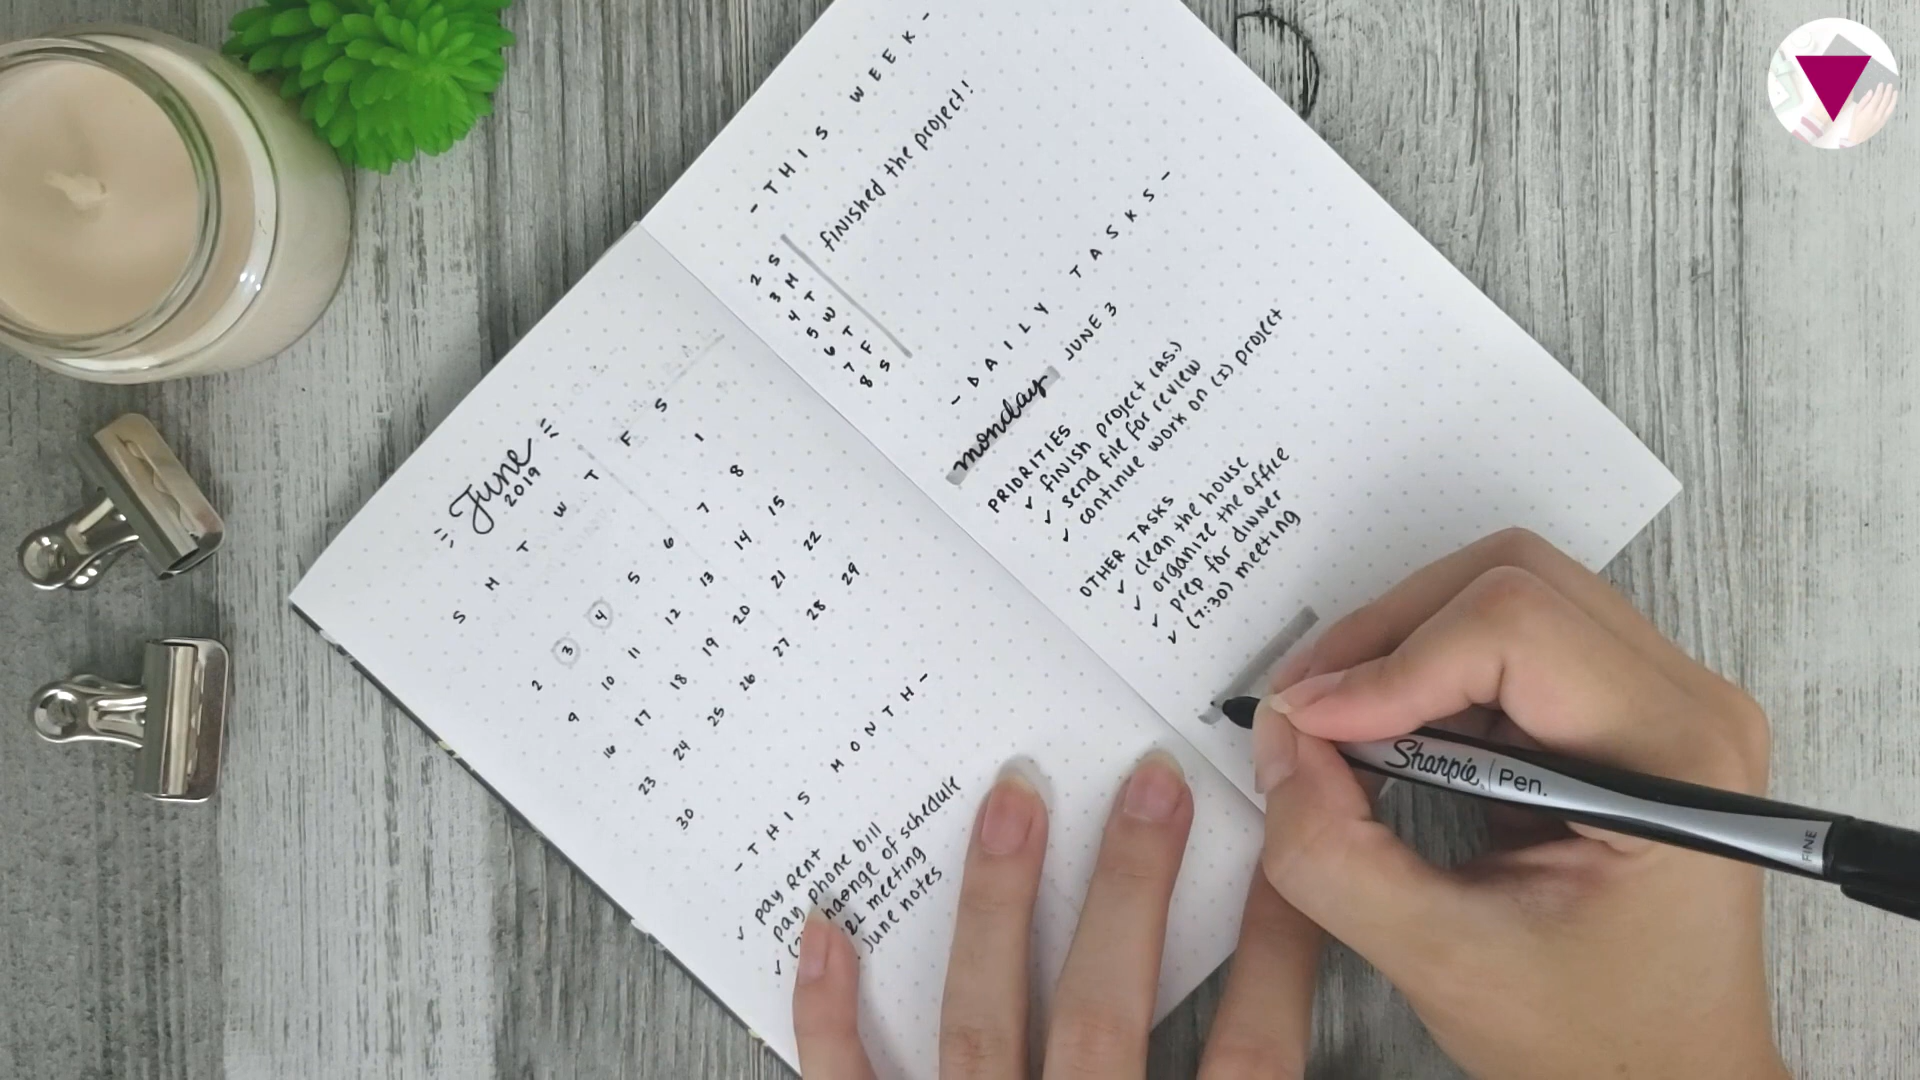 June
2019
S M T W T F S
1
2 3 4 5 6 7 8
9 10 11 12 13 14 15
16 17 18 19 20 21 22
23 24 25 26 27 28 29
30
- THIS MONTH -
✓ pay rent
pay phone bill
✓ change of schedule
meeting
June notes
- THIS WEEK -
2 S
3 M
4 T
5 W
6 T
7 F
8 S
finished the project!
- DAILY TASKS -
monday JUNE 3
PRIORITIES
✓ finish project (A.S.)
✓ send file for review
✓ continue work on (I) project
OTHER TASKS
✓ clean the house
✓ organize the office
✓ prep for dinner
✓ (7:30) meeting
Sharpie Pen.
FINE